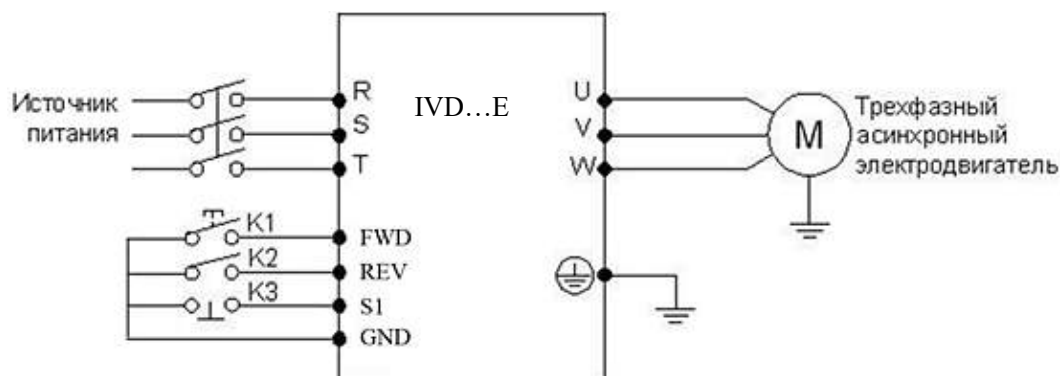 Источник
питания
R
S
T
IVD...E
U
V
W
M
Трехфазный
асинхронный
электродвигатель
K1
K2
K3
FWD
REV
S1
GND